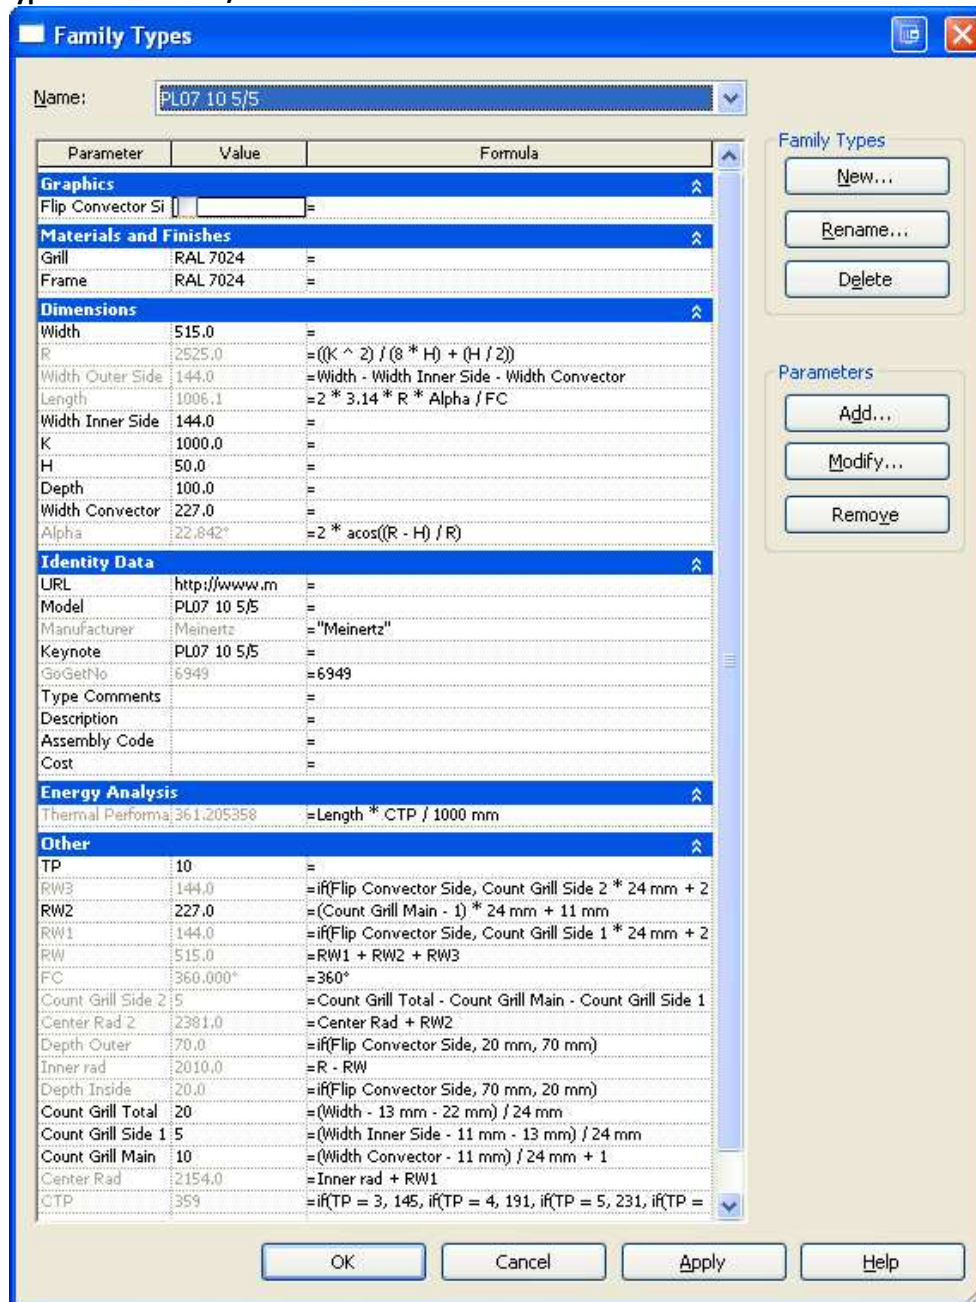 Family Types
Name: PL07 10 5/5
Parameter Value Formula
Graphics
Flip Convector Si =
Materials and Finishes
Grill RAL 7024 =
Frame RAL 7024 =
Dimensions
Width 515.0 =
R 2525.0 =((K ^ 2) / (8 * H) + (H / 2))
Width Outer Side 144.0 =Width - Width Inner Side - Width Convector
Length 1006.1 =2 * 3.14 * R * Alpha / FC
Width Inner Side 144.0 =
K 1000.0 =
H 50.0 =
Depth 100.0 =
Width Convector 227.0 =
Alpha 22.842° =2 * acos((R - H) / R)
Identity Data
URL http://www.m =
Model PL07 10 5/5 =
Manufacturer Meinertz ="Meinertz"
Keynote PL07 10 5/5 =
GoGetNo 6949 =6949
Type Comments =
Description =
Assembly Code =
Cost =
Energy Analysis
Thermal Performa 361.205358 =Length * CTP / 1000 mm
Other
TP 10 =
RW3 144.0 =if(Flip Convector Side, Count Grill Side 2 * 24 mm + 2
RW2 227.0 =(Count Grill Main - 1) * 24 mm + 11 mm
RW1 144.0 =if(Flip Convector Side, Count Grill Side 1 * 24 mm + 2
RW 515.0 =RW1 + RW2 + RW3
FC 360.000° =360°
Count Grill Side 2 5 =Count Grill Total - Count Grill Main - Count Grill Side 1
Center Rad 2 2381.0 =Center Rad + RW2
Depth Outer 70.0 =if(Flip Convector Side, 20 mm, 70 mm)
Inner rad 2010.0 =R - RW
Depth Inside 20.0 =if(Flip Convector Side, 70 mm, 20 mm)
Count Grill Total 20 =(Width - 13 mm - 22 mm) / 24 mm
Count Grill Side 1 5 =(Width Inner Side - 11 mm - 13 mm) / 24 mm
Count Grill Main 10 =(Width Convector - 11 mm) / 24 mm + 1
Center Rad 2154.0 =Inner rad + RW1
CTP 359 =if(TP = 3, 145, if(TP = 4, 191, if(TP = 5, 231, if(TP =
Family Types
New...
Rename...
Delete
Parameters
Add...
Modify...
Remove
OK Cancel Apply Help